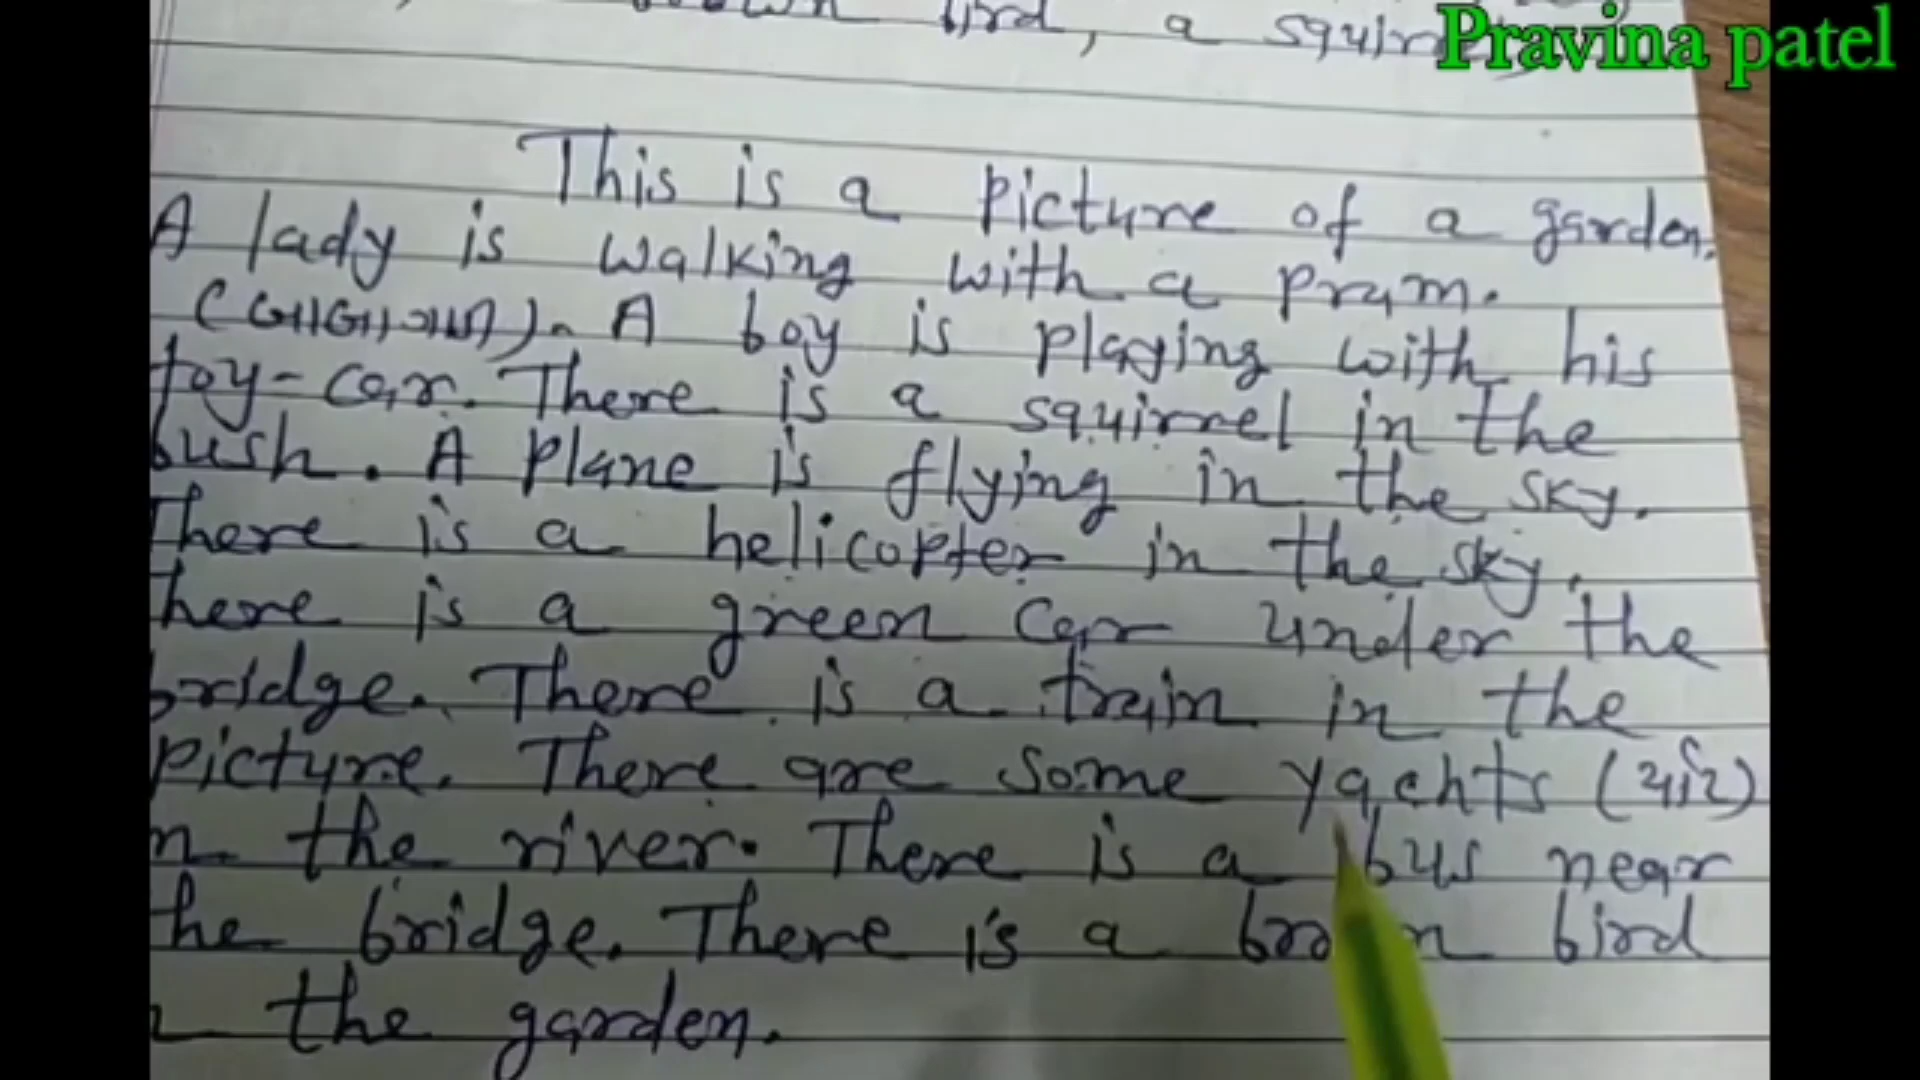 bird, a squirrel,
Pravina patel
This is a picture of a garden.
A lady is walking with a pram.
(બાબાગાડી). A boy is playing with his
toy-car. There is a squirrel in the
bush. A plane is flying in the sky.
There is a helicopter in the sky.
There is a green car under the
bridge. There is a train in the
picture. There are some yachts (યોટ)
n the river. There is a bus near
the bridge. There is a brown bird
the garden.